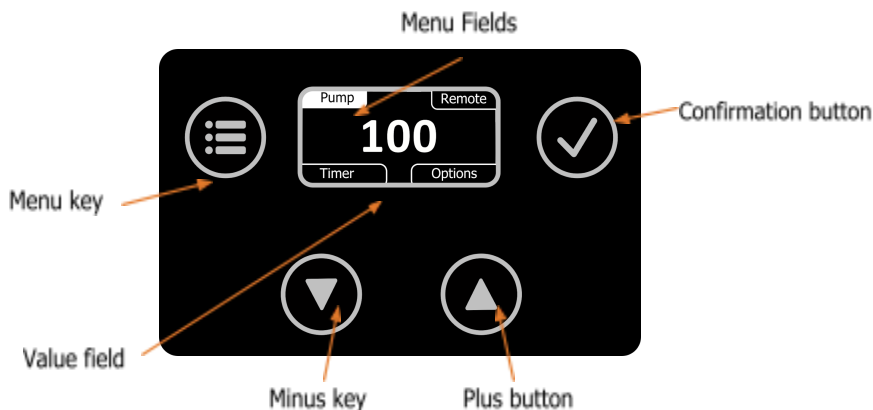 Menu Fields
Pump
Remote
100
Timer
Options
Confirmation button
Menu key
Value field
Minus key
Plus button